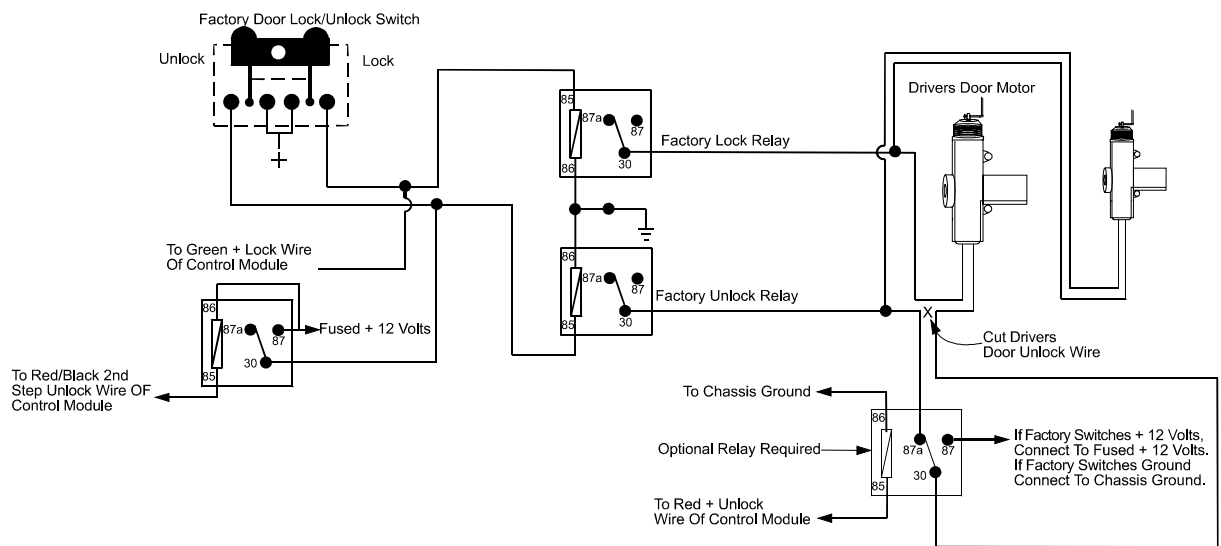 Factory Door Lock/Unlock Switch
Unlock
Lock
85
87a
87
30
86
Factory Lock Relay
Drivers Door Motor
86
87a
87
30
85
Factory Unlock Relay
To Green + Lock Wire
Of Control Module
86
87a
87
30
85
Fused + 12 Volts
To Red/Black 2nd
Step Unlock Wire OF
Control Module
X
Cut Drivers
Door Unlock Wire
To Chassis Ground
Optional Relay Required
86
87a
87
30
85
To Red + Unlock
Wire Of Control Module
If Factory Switches + 12 Volts,
Connect To Fused + 12 Volts.
If Factory Switches Ground
Connect To Chassis Ground.